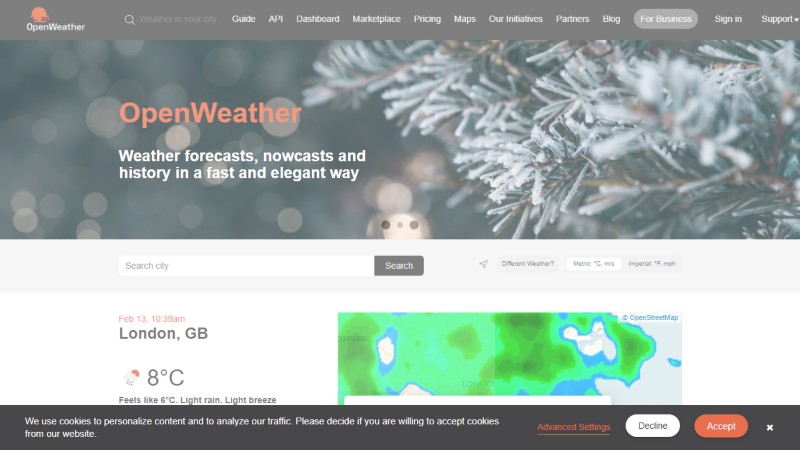 OpenWeather
Weather in your city
Guide
API
Dashboard
Marketplace
Pricing
Maps
Our Initiatives
Partners
Blog
For Business
Sign in
Support
OpenWeather
Weather forecasts, nowcasts and
history in a fast and elegant way
Search city
Search
Different Weather?
Metric: °C, m/s
Imperial: °F, mph
Feb 13, 10:39am
London, GB
8°C
Feels like 6°C. Light rain. Light breeze
© OpenStreetMap
OXFORD
We use cookies to personalize content and to analyze our traffic. Please decide if you are willing to accept cookies
from our website.
Advanced Settings
Decline
Accept